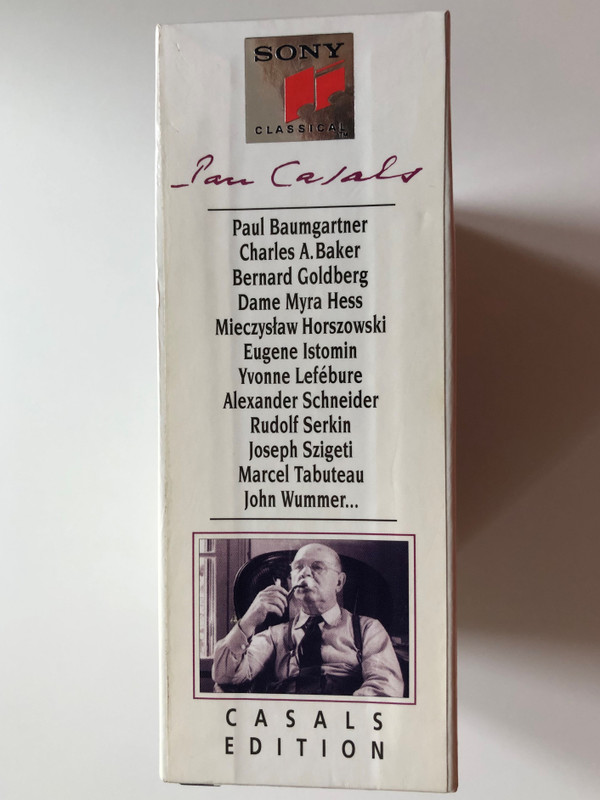 SONY
CLASSICAL
Pau Casals
Paul Baumgartner
Charles A. Baker
Bernard Goldberg
Dame Myra Hess
Mieczysław Horszowski
Eugene Istomin
Yvonne Lefébure
Alexander Schneider
Rudolf Serkin
Joseph Szigeti
Marcel Tabuteau
John Wummer...
CASALS
EDITION